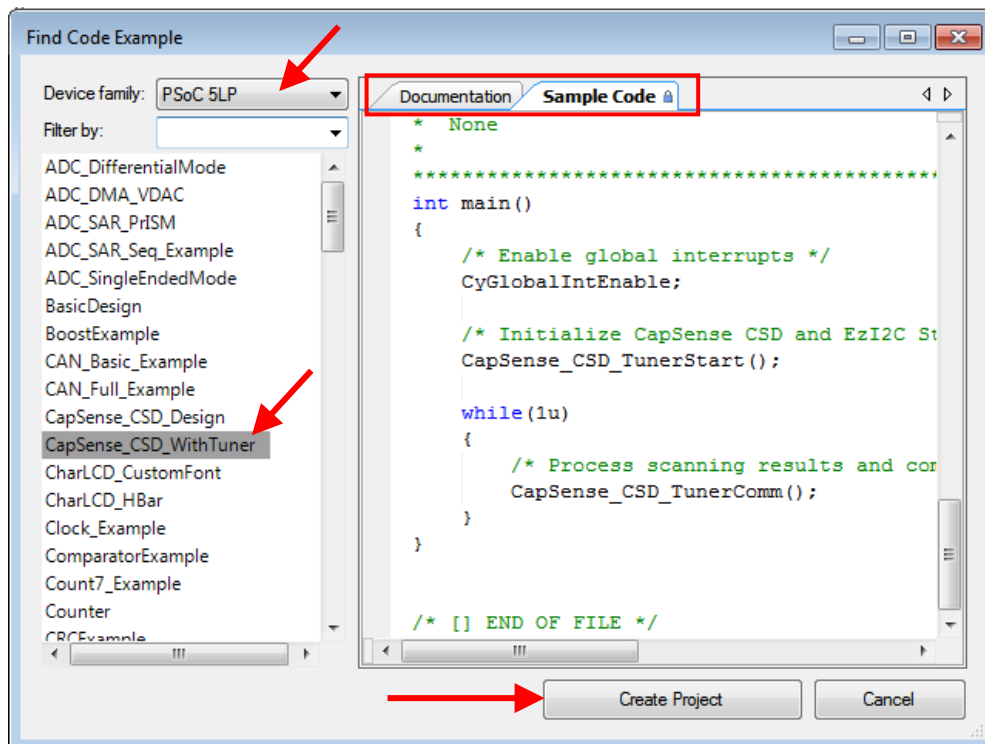 Find Code Example
Device family: PSoC 5LP
Filter by:
ADC_DifferentialMode
ADC_DMA_VDAC
ADC_SAR_PrISM
ADC_SAR_Seq_Example
ADC_SingleEndedMode
BasicDesign
BoostExample
CAN_Basic_Example
CAN_Full_Example
CapSense_CSD_Design
CapSense_CSD_WithTuner
CharLCD_CustomFont
CharLCD_HBar
Clock_Example
ComparatorExample
Count7_Example
Counter
CRCExample
Documentation Sample Code
* None
*
*******************************************
int main()
{
/* Enable global interrupts */
CyGlobalIntEnable;
/* Initialize CapSense CSD and EzI2C St
CapSense_CSD_TunerStart();
while(1u)
{
/* Process scanning results and com
CapSense_CSD_TunerComm();
}
}
/* [] END OF FILE */
Create Project Cancel